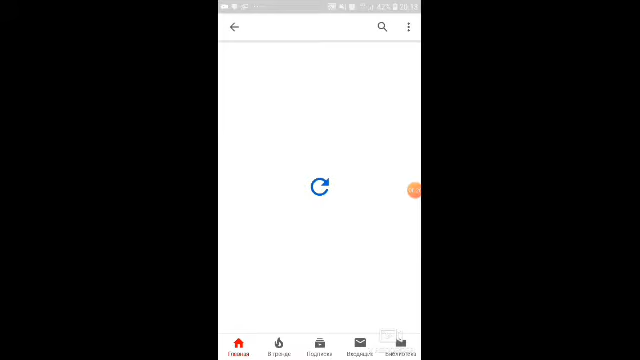 Главная
В тренде
Подписки
Входящие
Библиотека